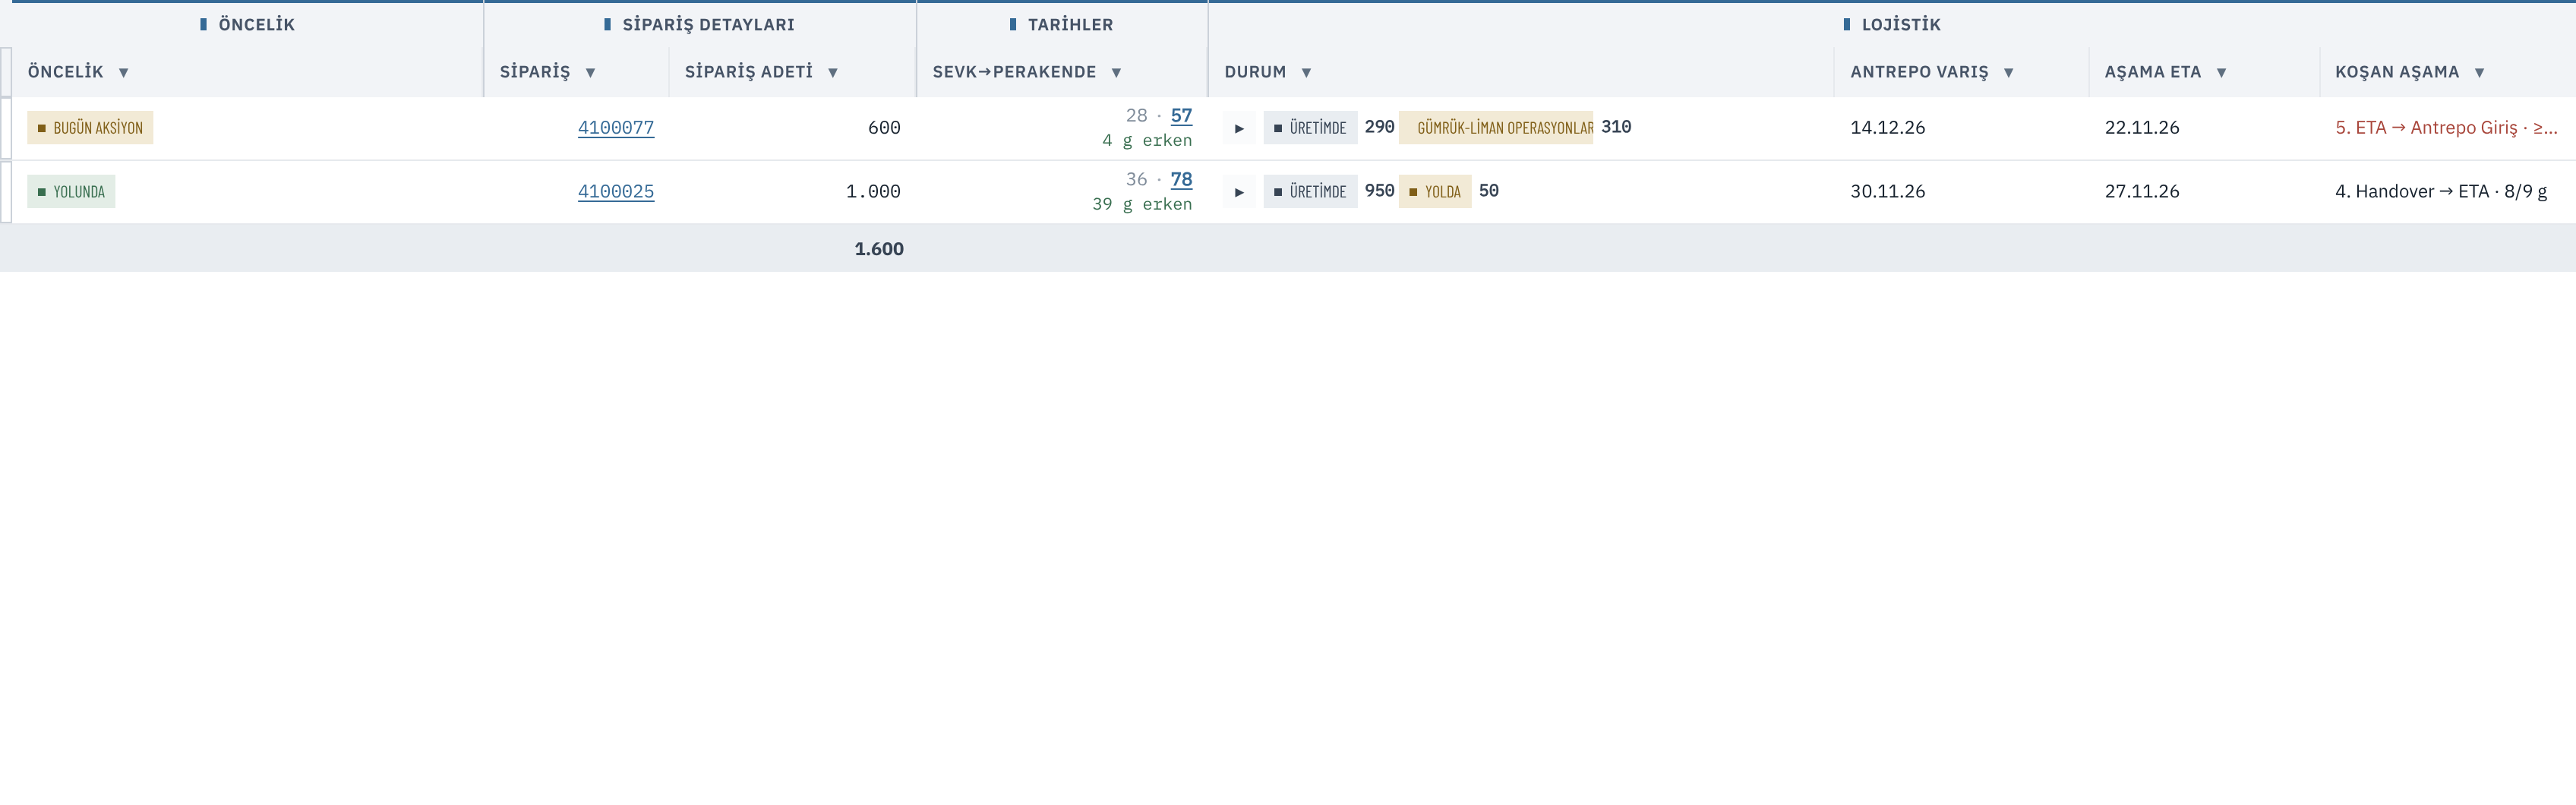 ÖNCELİK SİPARİŞ DETAYLARI TARİHLER LOJİSTİK
ÖNCELİK ▼ SİPARİŞ ▼ SİPARİŞ ADETİ ▼ SEVK→PERAKENDE ▼ DURUM ▼ ANTREPO VARIŞ ▼ AŞAMA ETA ▼ KOŞAN AŞAMA ▼
BUGÜN AKSİYON 4100077 600 28 · 57 ▶ ÜRETİMDE 290 GÜMRÜK-LİMAN OPERASYONLAR 310 14.12.26 22.11.26 5. ETA → Antrepo Giriş · ≥…
4 g erken
YOLUNDA 4100025 1.000 36 · 78 ▶ ÜRETİMDE 950 YOLDA 50 30.11.26 27.11.26 4. Handover → ETA · 8/9 g
39 g erken
1.600